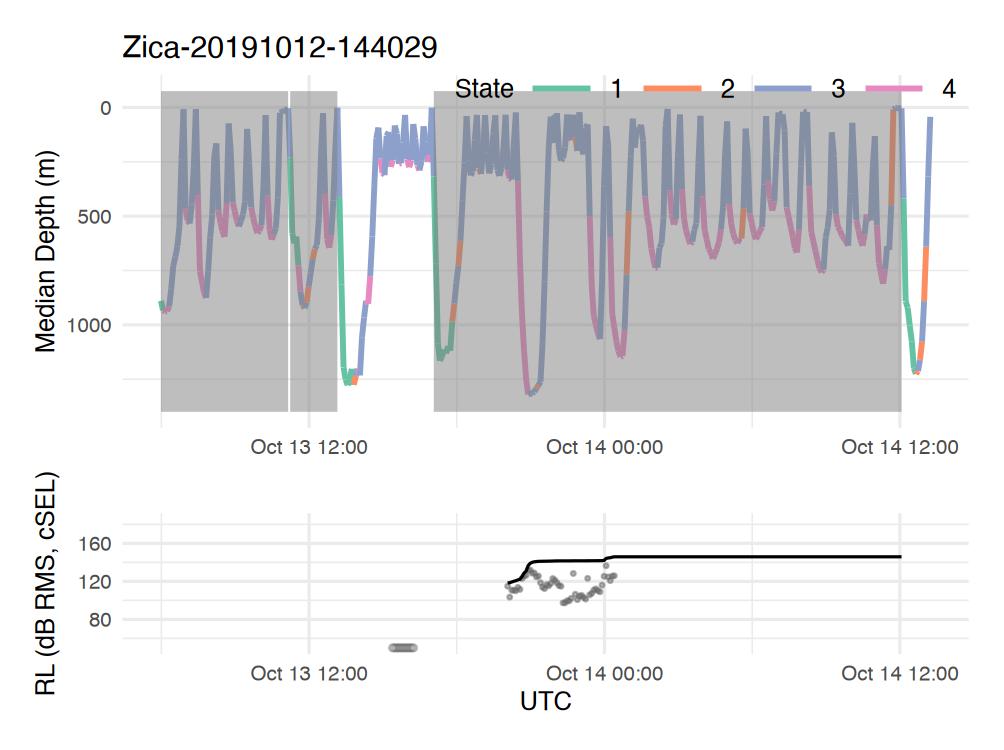 Zica-20191012-144029
State 1 2 3 4
Median Depth (m)
0
500
1000
Oct 13 12:00 Oct 14 00:00 Oct 14 12:00
RL (dB RMS, cSEL)
160
120
80
Oct 13 12:00 Oct 14 00:00 Oct 14 12:00
UTC